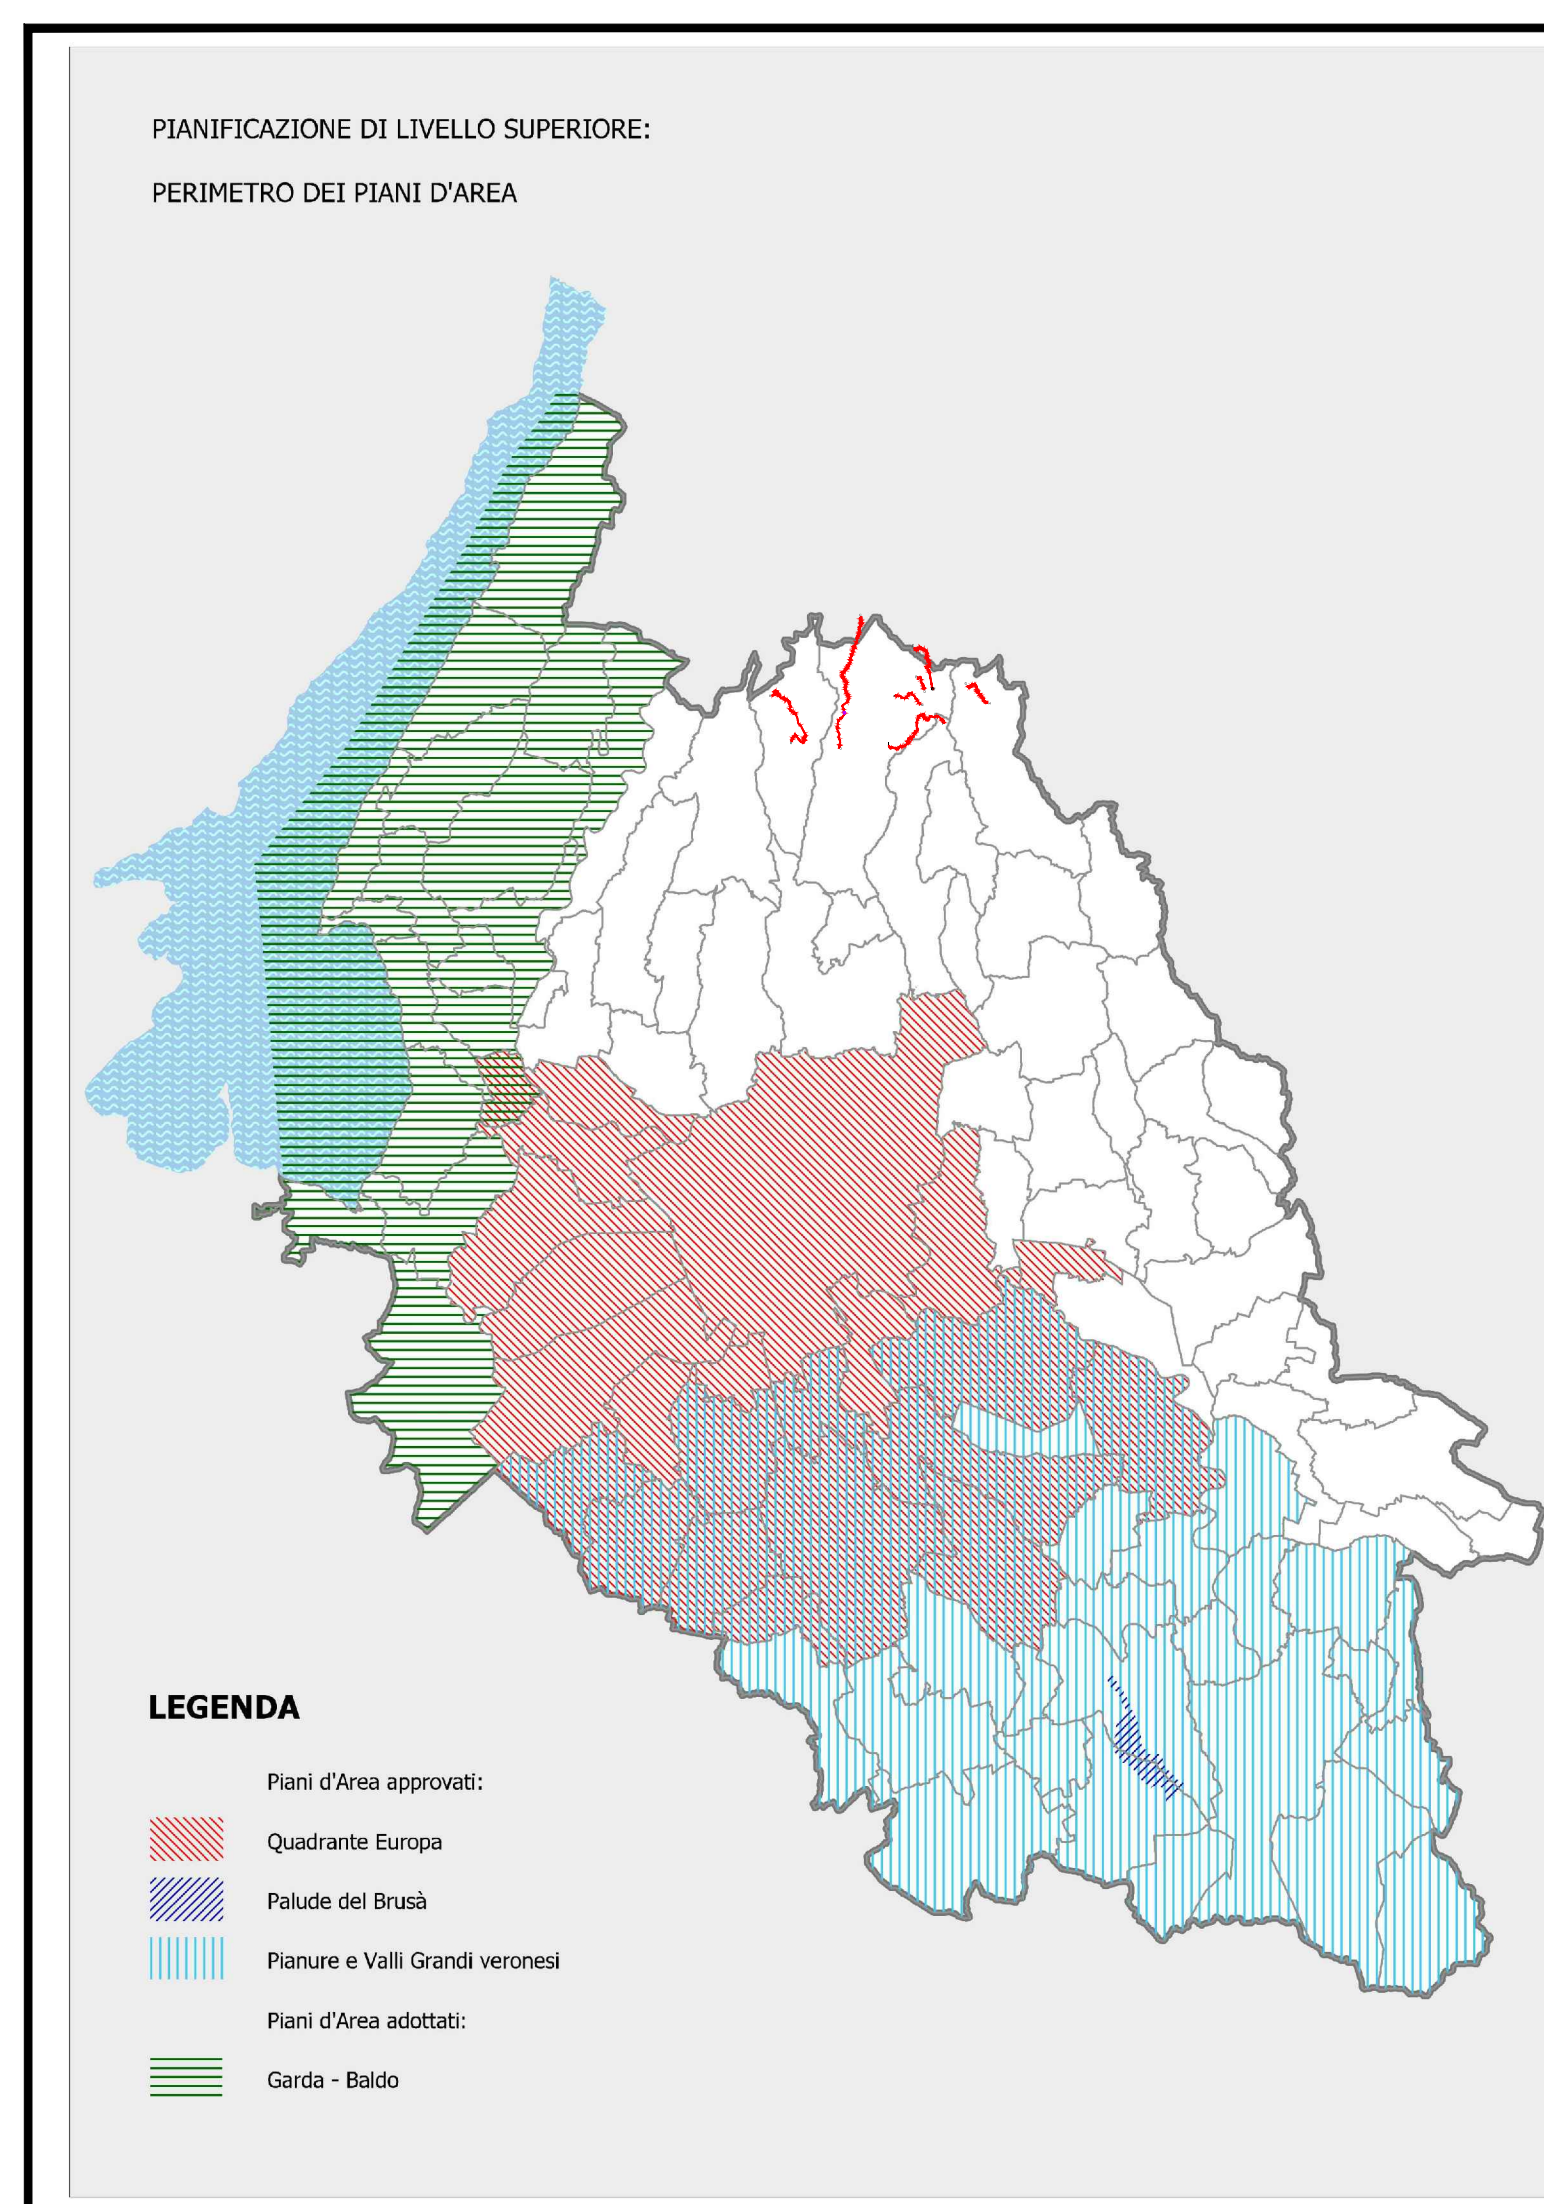 PIANIFICAZIONE DI LIVELLO SUPERIORE:
PERIMETRO DEI PIANI D'AREA
LEGENDA
Piani d'Area approvati:
Quadrante Europa
Palude del Brusà
Pianure e Valli Grandi veronesi
Piani d'Area adottati:
Garda - Baldo